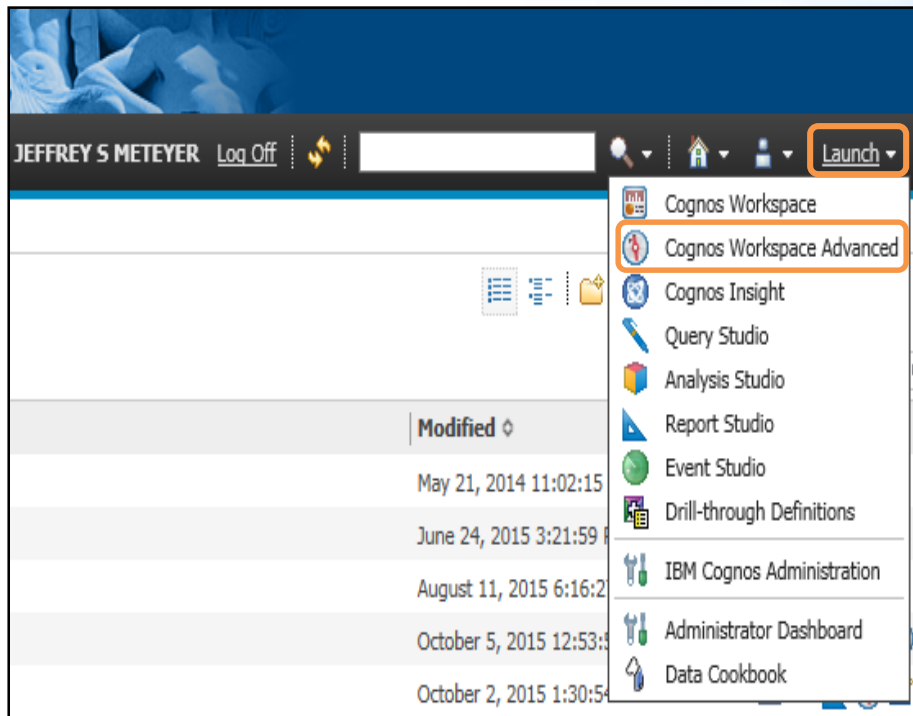 JEFFREY S METEYER Log Off Launch
Cognos Workspace
Cognos Workspace Advanced
Cognos Insight
Query Studio
Analysis Studio
Report Studio
Event Studio
Drill-through Definitions
IBM Cognos Administration
Administrator Dashboard
Data Cookbook
Modified
May 21, 2014 11:02:15
June 24, 2015 3:21:59
August 11, 2015 6:16:2
October 5, 2015 12:53:
October 2, 2015 1:30:54